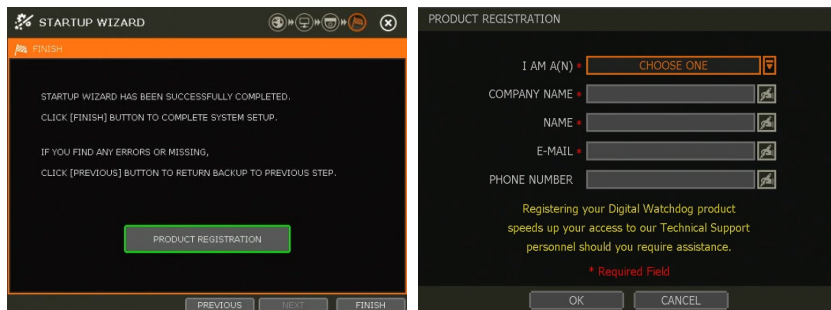 STARTUP WIZARD
FINISH
STARTUP WIZARD HAS BEEN SUCCESSFULLY COMPLETED.
CLICK [FINISH] BUTTON TO COMPLETE SYSTEM SETUP.
IF YOU FIND ANY ERRORS OR MISSING,
CLICK [PREVIOUS] BUTTON TO RETURN BACKUP TO PREVIOUS STEP.
PRODUCT REGISTRATION
PREVIOUS NEXT FINISH
PRODUCT REGISTRATION
I AM A(N) * CHOOSE ONE
COMPANY NAME *
NAME *
E-MAIL *
PHONE NUMBER
Registering your Digital Watchdog product
speeds up your access to our Technical Support
personnel should you require assistance.
* Required Field
OK CANCEL